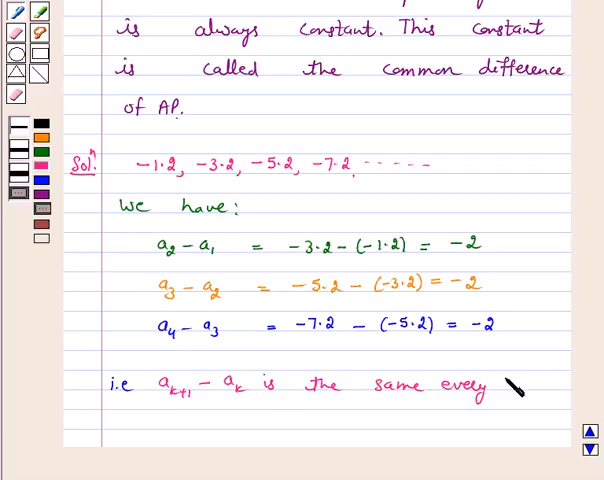 is always constant. This constant
is called the common difference
of AP.
Solⁿ. -1·2, -3·2, -5·2, -7·2, ------
We have:
a₂ - a₁ = -3·2 - (-1·2) = -2
a₃ - a₂ = -5·2 - (-3·2) = -2
a₄ - a₃ = -7·2 - (-5·2) = -2
i.e aₖ₊₁ - aₖ is the same every